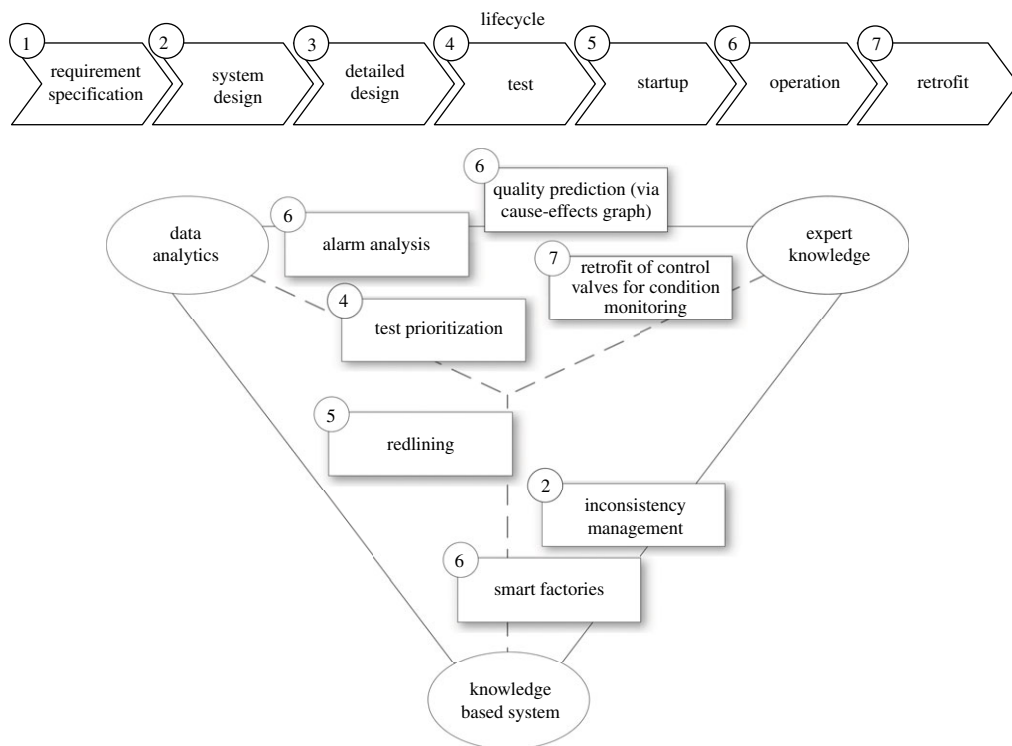 lifecycle
1
requirement
specification
2
system
design
3
detailed
design
4
test
5
startup
6
operation
7
retrofit
6
quality prediction (via
cause-effects graph)
data
analytics
6
alarm analysis
expert
knowledge
7
retrofit of control
valves for condition
monitoring
4
test prioritization
5
redlining
2
inconsistency
management
6
smart factories
knowledge
based system